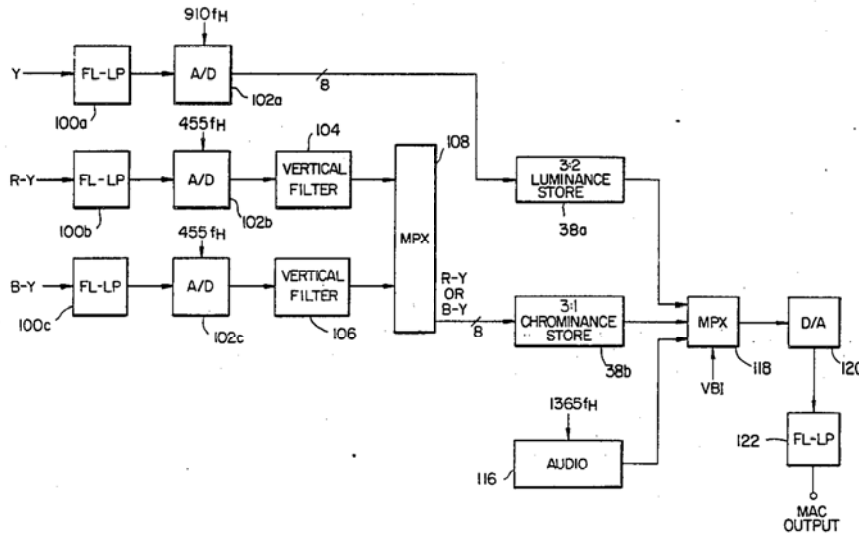 910fH
Y
FL-LP
A/D
8
100a
102a
455fH
104
108
R-Y
FL-LP
A/D
VERTICAL
FILTER
3:2
LUMINANCE
STORE
100b
102b
38a
455fH
MPX
B-Y
FL-LP
A/D
VERTICAL
FILTER
R-Y
OR
B-Y
8
3:1
CHROMINANCE
STORE
MPX
D/A
100c
102c
106
38b
118
120
VBI
1365fH
122
FL-LP
116
AUDIO
MAC
OUTPUT